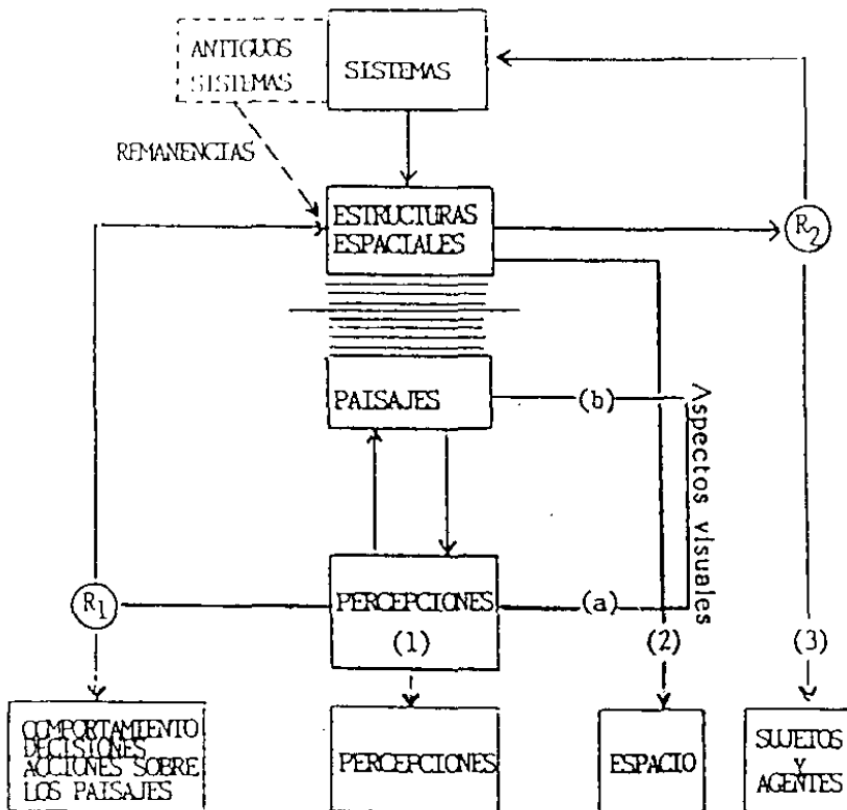 ANTIGUOS
SISTEMAS
SISTEMAS
REMANENCIAS
ESTRUCTURAS
ESPACIALES
R2
PAISAJES
(b)
Aspectos visuales
R1
PERCEPCIONES
(1)
(a)
(2)
(3)
COMPORTAMIENTO
DECISIONES
ACCIONES SOBRE
LOS PAISAJES
PERCEPCIONES
ESPACIO
SUJETOS
Y
AGENTES